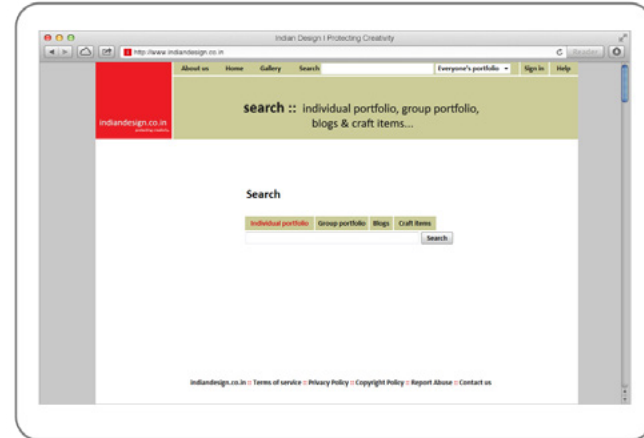 Indian Design | Protecting Creativity
http://www.indiandesign.co.in
Reader
About us Home Gallery Search Everyone's portfolio Sign in Help
indiandesign.co.in
protecting creativity..
search :: individual portfolio, group portfolio,
blogs & craft items...
Search
Individual portfolio Group portfolio Blogs Craft Items
Search
indiandesign.co.in :: Terms of service :: Privacy Policy :: Copyright Policy :: Report Abuse :: Contact us